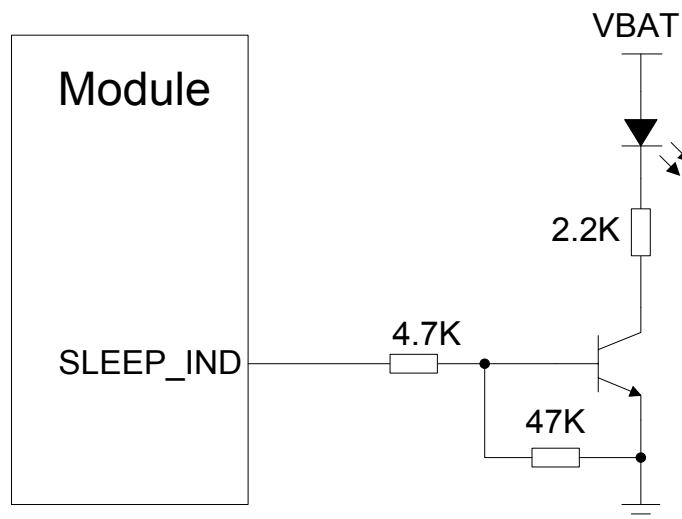 VBAT
Module
2.2K
4.7K
SLEEP_IND
47K